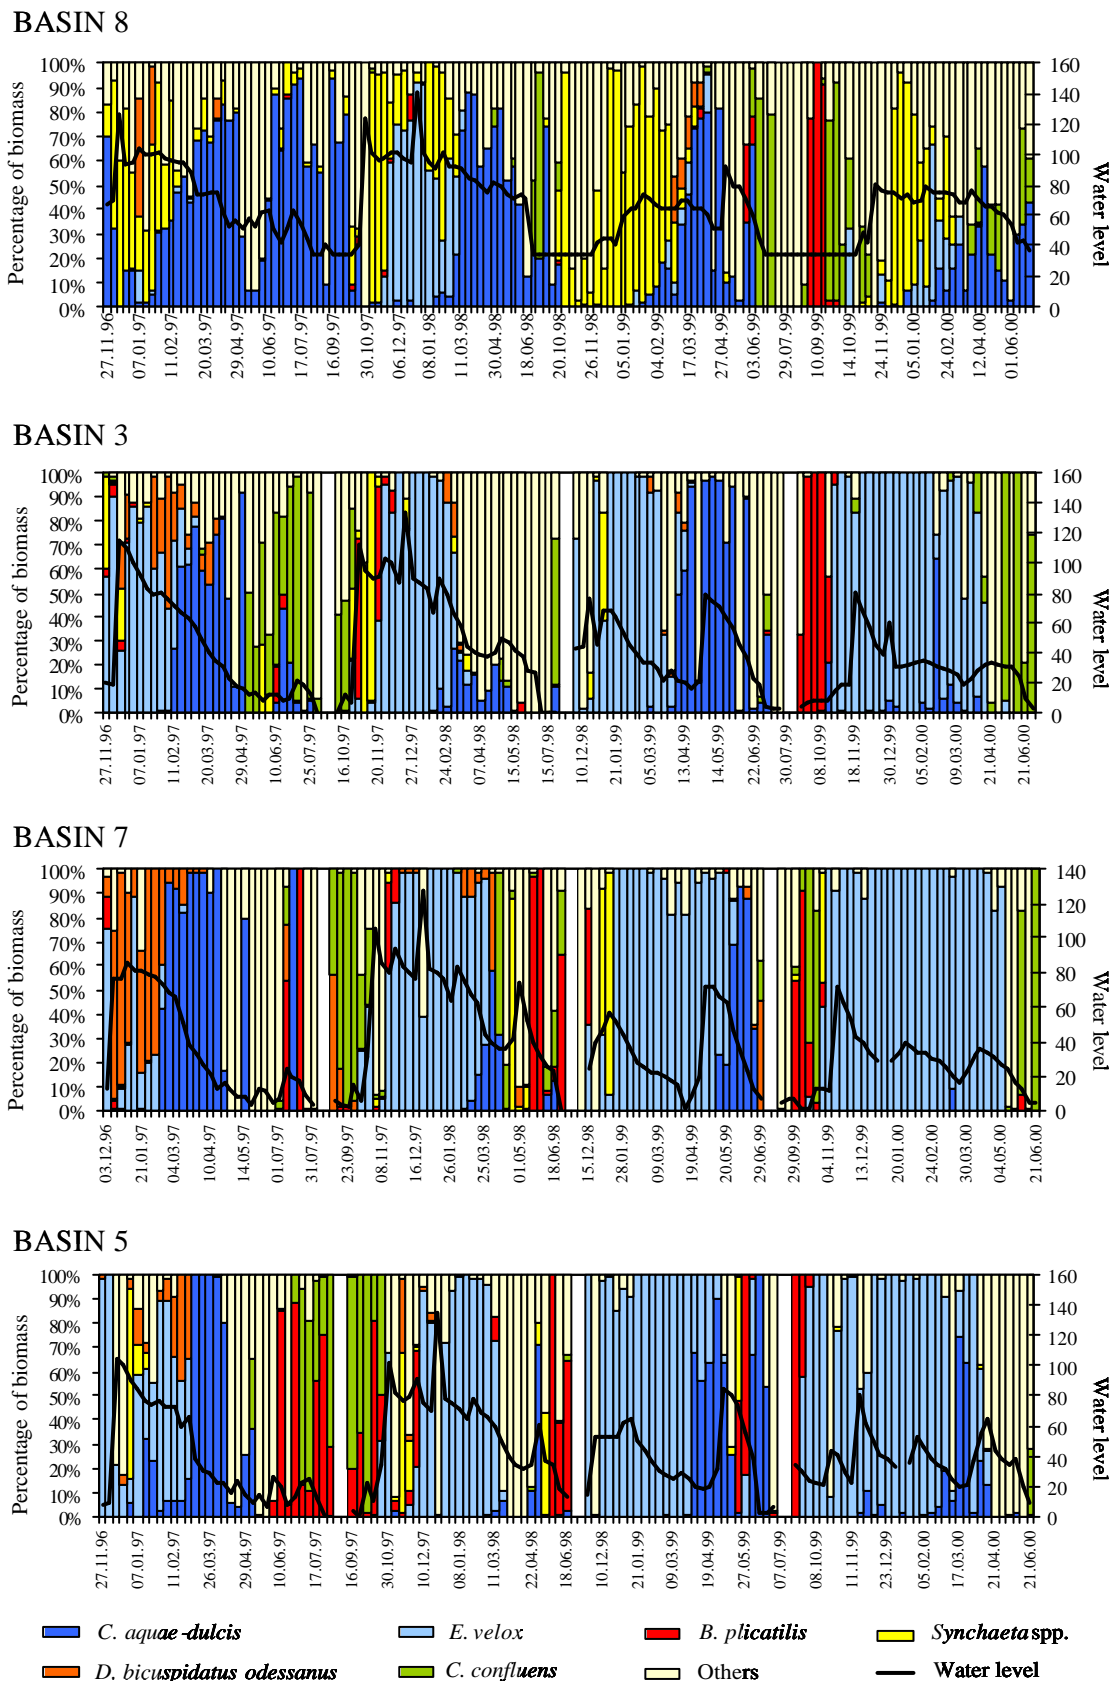 BASIN 8
100% 90% 80% 70% 60% 50% 40% 30% 20% 10% 0%
Percentage of biomass
160 140 120 100 80 60 40 20 0
Water level
27.11.96 07.01.97 11.02.97 20.03.97 29.04.97 10.06.97 17.07.97 16.09.97 30.10.97 06.12.97 08.01.98 11.03.98 30.04.98 18.06.98 20.10.98 26.11.98 05.01.99 04.02.99 17.03.99 27.04.99 03.06.99 29.07.99 10.09.99 14.10.99 24.11.99 05.01.00 24.02.00 12.04.00 01.06.00
BASIN 3
100% 90% 80% 70% 60% 50% 40% 30% 20% 10% 0%
Percentage of biomass
160 140 120 100 80 60 40 20 0
Water level
27.11.96 07.01.97 11.02.97 20.03.97 29.04.97 10.06.97 25.07.97 16.10.97 20.11.97 27.12.97 24.02.98 07.04.98 15.05.98 15.07.98 10.12.98 21.01.99 05.03.99 13.04.99 14.05.99 22.06.99 30.07.99 08.10.99 18.11.99 30.12.99 05.02.00 09.03.00 21.04.00 21.06.00
BASIN 7
100% 90% 80% 70% 60% 50% 40% 30% 20% 10% 0%
Percentage of biomass
140 120 100 80 60 40 20 0
Water level
03.12.96 21.01.97 04.03.97 10.04.97 14.05.97 01.07.97 31.07.97 23.09.97 08.11.97 16.12.97 26.01.98 25.03.98 01.05.98 18.06.98 15.12.98 28.01.99 09.03.99 19.04.99 20.05.99 29.06.99 29.09.99 04.11.99 13.12.99 20.01.00 24.02.00 30.03.00 04.05.00 21.06.00
BASIN 5
100% 90% 80% 70% 60% 50% 40% 30% 20% 10% 0%
Percentage of biomass
160 140 120 100 80 60 40 20 0
Water level
27.11.96 07.01.97 11.02.97 26.03.97 29.04.97 10.06.97 17.07.97 16.09.97 30.10.97 10.12.97 08.01.98 11.03.98 22.04.98 18.06.98 10.12.98 21.01.99 09.03.99 19.04.99 27.05.99 07.07.99 08.10.99 11.11.99 23.12.99 05.02.00 17.03.00 21.04.00 21.06.00
C. aquae-dulcis E. velox B. plicatilis Synchaeta spp.
D. bicuspidatus odessanus C. confluens Others Water level